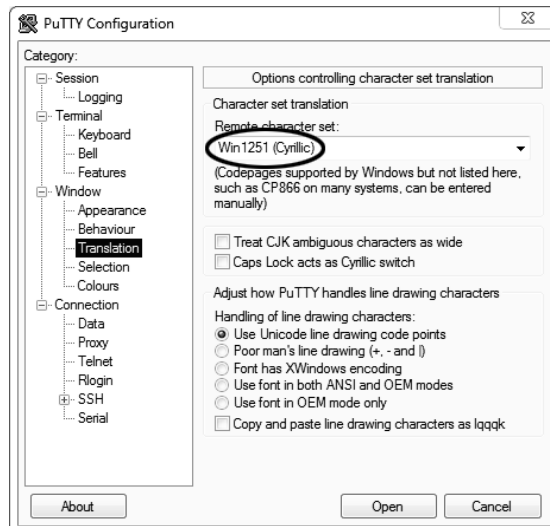 PuTTY Configuration
Category:
Session
Logging
Terminal
Keyboard
Bell
Features
Window
Appearance
Behaviour
Translation
Selection
Colours
Connection
Data
Proxy
Telnet
Rlogin
SSH
Serial
Options controlling character set translation
Character set translation
Remote character set:
Win1251 (Cyrillic)
(Codepages supported by Windows but not listed here,
such as CP866 on many systems, can be entered
manually)
Treat CJK ambiguous characters as wide
Caps Lock acts as Cyrillic switch
Adjust how PuTTY handles line drawing characters
Handling of line drawing characters:
Use Unicode line drawing code points
Poor man's line drawing (+, - and |)
Font has XWindows encoding
Use font in both ANSI and OEM modes
Use font in OEM mode only
Copy and paste line drawing characters as lqqqk
About
Open
Cancel